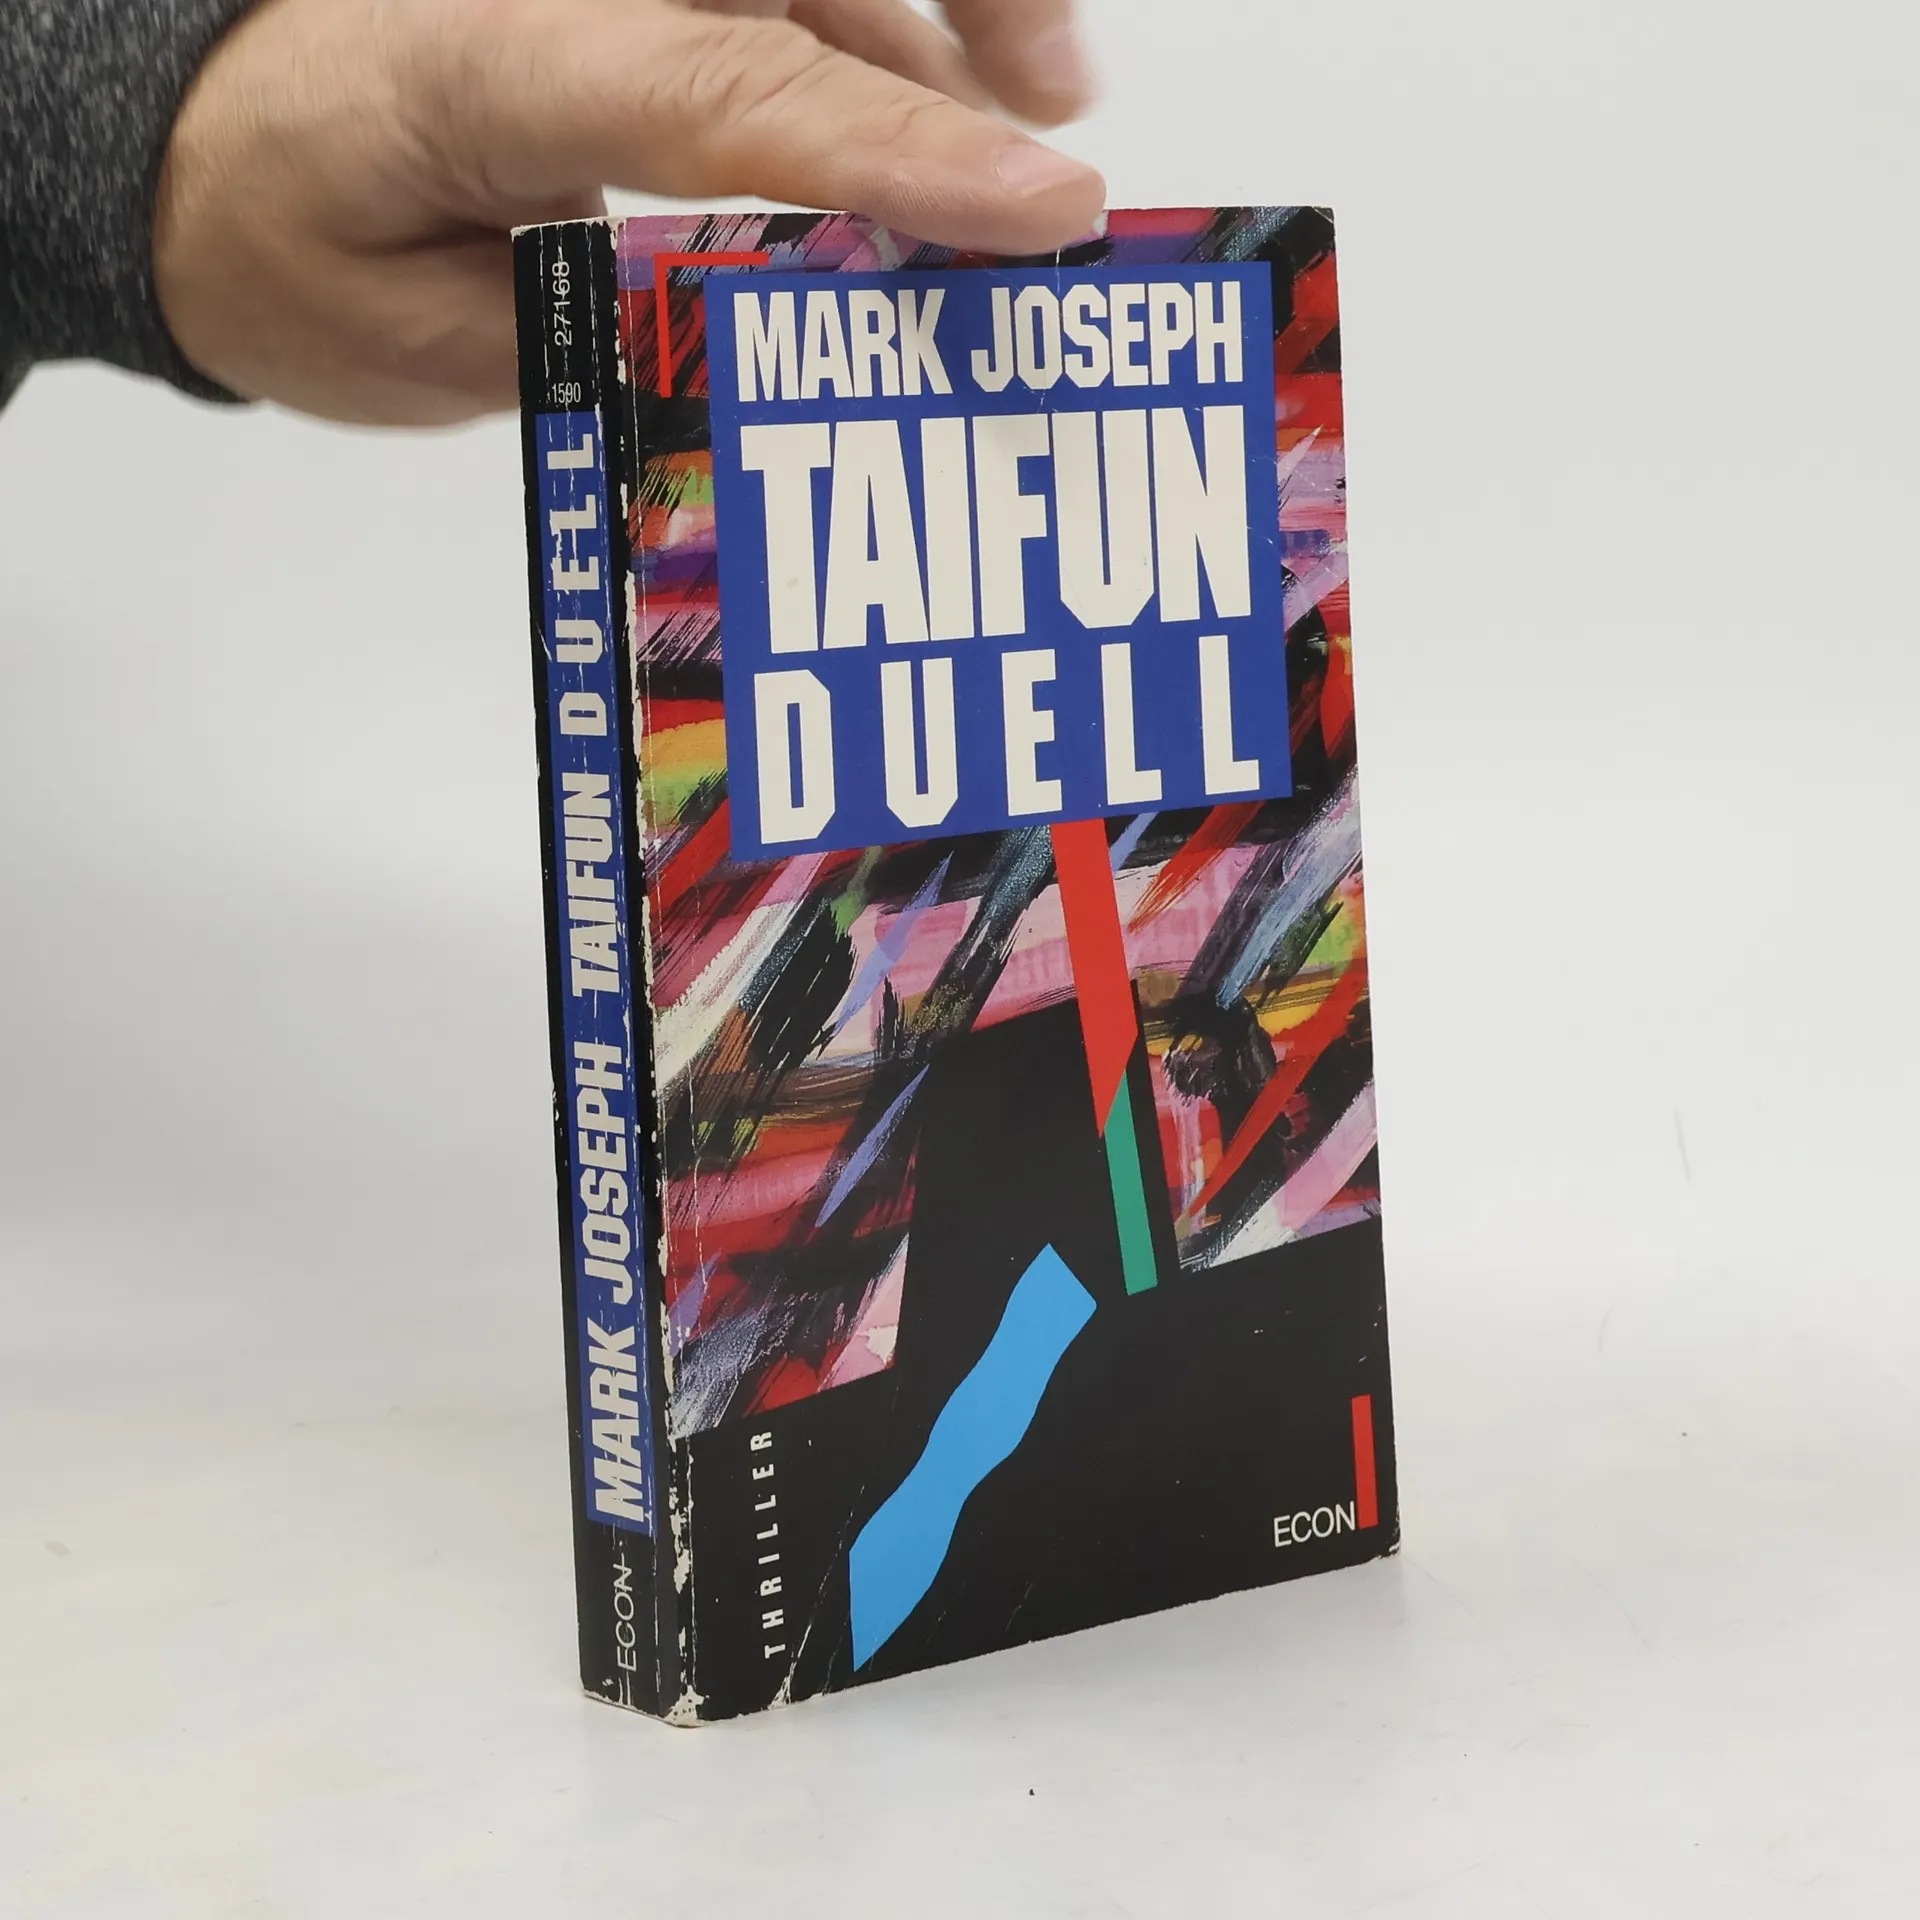 MARK JOSEPH
TAIFUN
DUELL
THRILLER
ECON
27168
1590
MARK JOSEPH TAIFUN DUELL
ECON